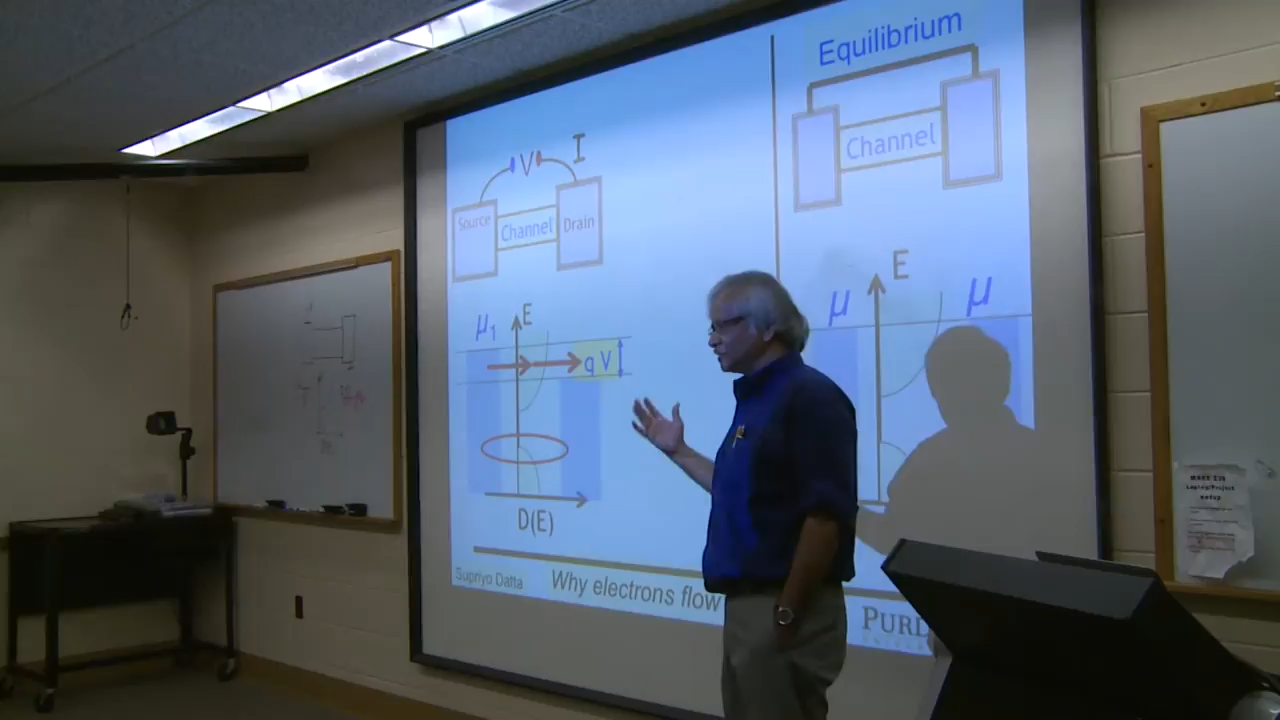 V
I
Source
Channel
Drain
μ₁
E
q V
D(E)
Equilibrium
Channel
E
μ
μ
Supriyo Datta
Why electrons flow
PURD